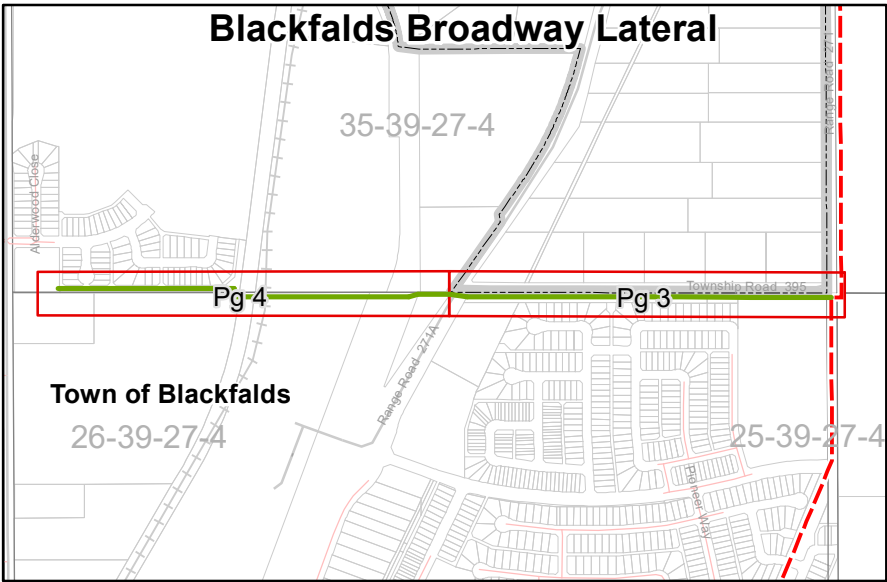 Blackfalds Broadway Lateral
Range Road 271
35-39-27-4
Alderwood Close
Pg 4
Township Road 395
Pg 3
Range Road 271A
Town of Blackfalds
26-39-27-4
25-39-27-4
Pioneer Way